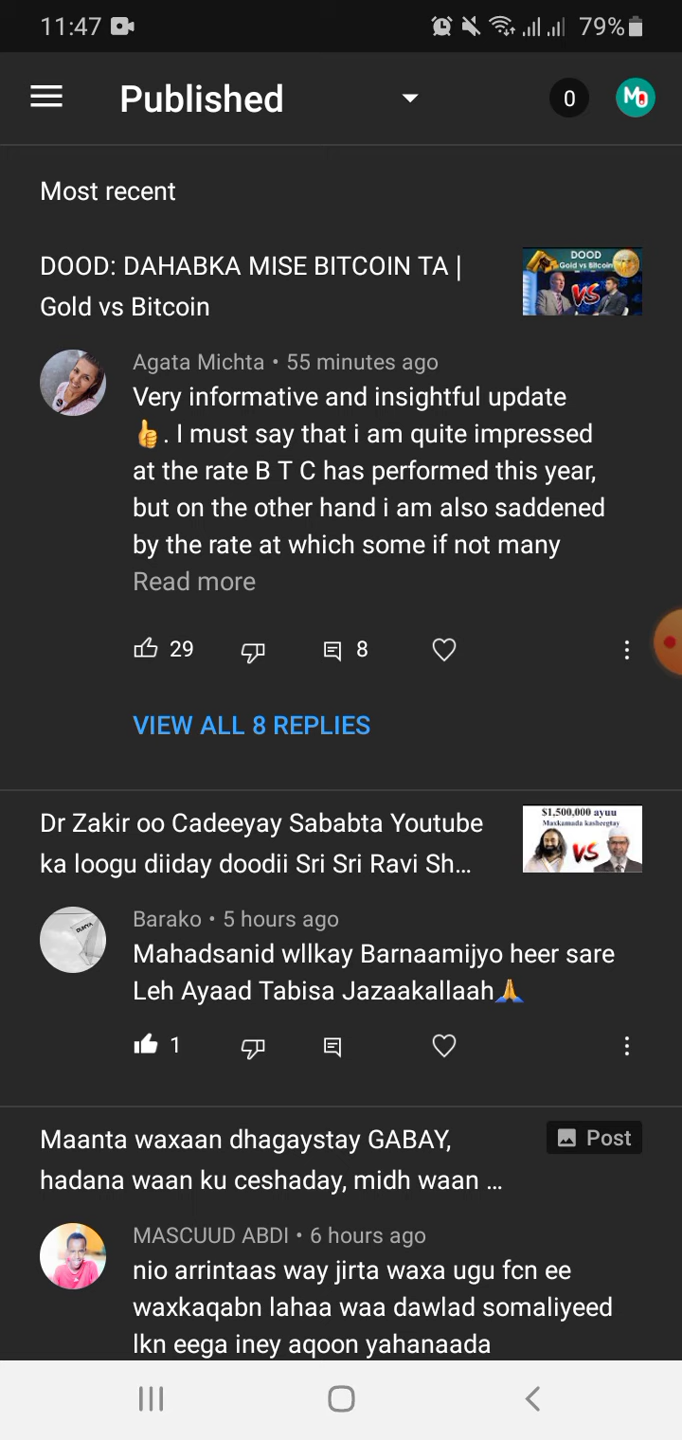 11:47
79%
Published
0
Mo
Most recent
DOOD: DAHABKA MISE BITCOIN TA |
Gold vs Bitcoin
DOOD
Gold vs Bitcoin
VS
Agata Michta • 55 minutes ago
Very informative and insightful update
👍. I must say that i am quite impressed
at the rate B T C has performed this year,
but on the other hand i am also saddened
by the rate at which some if not many
Read more
29
8
VIEW ALL 8 REPLIES
Dr Zakir oo Cadeeyay Sababta Youtube
ka loogu diiday doodii Sri Sri Ravi Sh...
$1,500,000 ayuu
Maxkamada kasheegtay
VS
Barako • 5 hours ago
Mahadsanid wllkay Barnaamijyo heer sare
Leh Ayaad Tabisa Jazaakallaah🙏
1
Maanta waxaan dhagaystay GABAY,
hadana waan ku ceshaday, midh waan ...
Post
MASCUUD ABDI • 6 hours ago
nio arrintaas way jirta waxa ugu fcn ee
waxkaqabn lahaa waa dawlad somaliyeed
lkn eega iney aqoon yahanaada